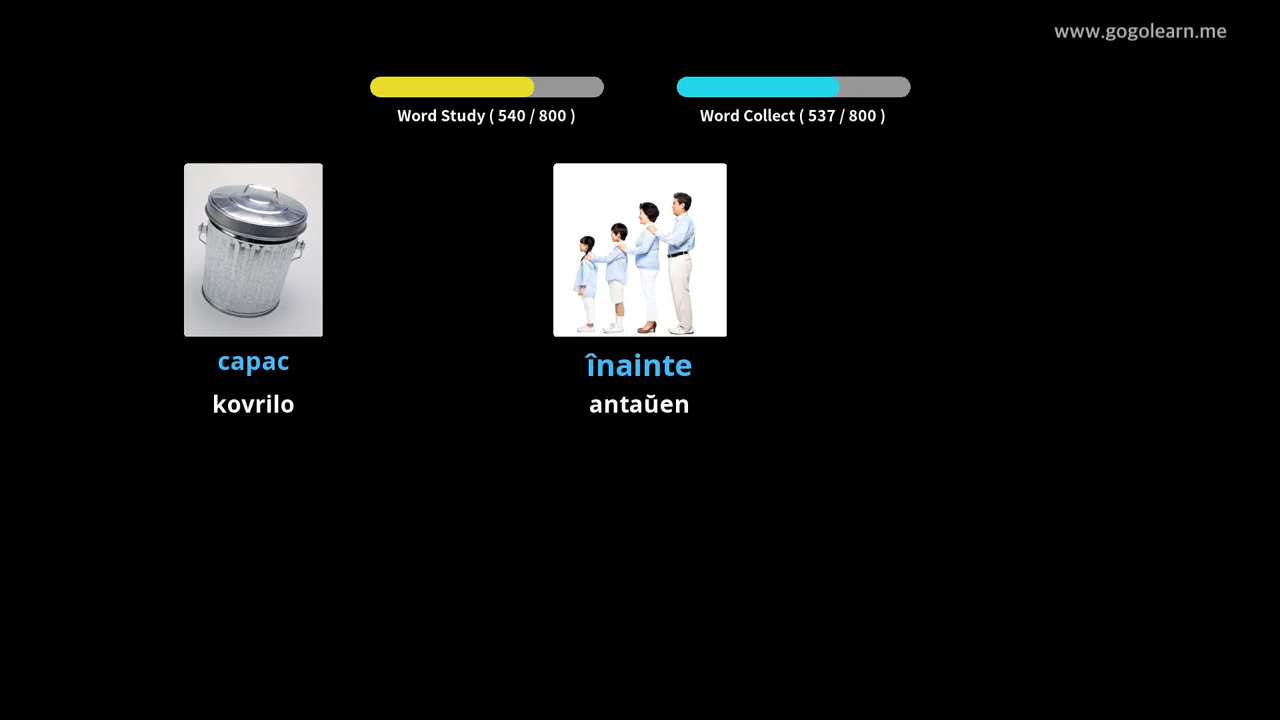 www.gogolearn.me
Word Study ( 540 / 800 )
Word Collect ( 537 / 800 )
capac
kovrilo
înainte
antaŭen